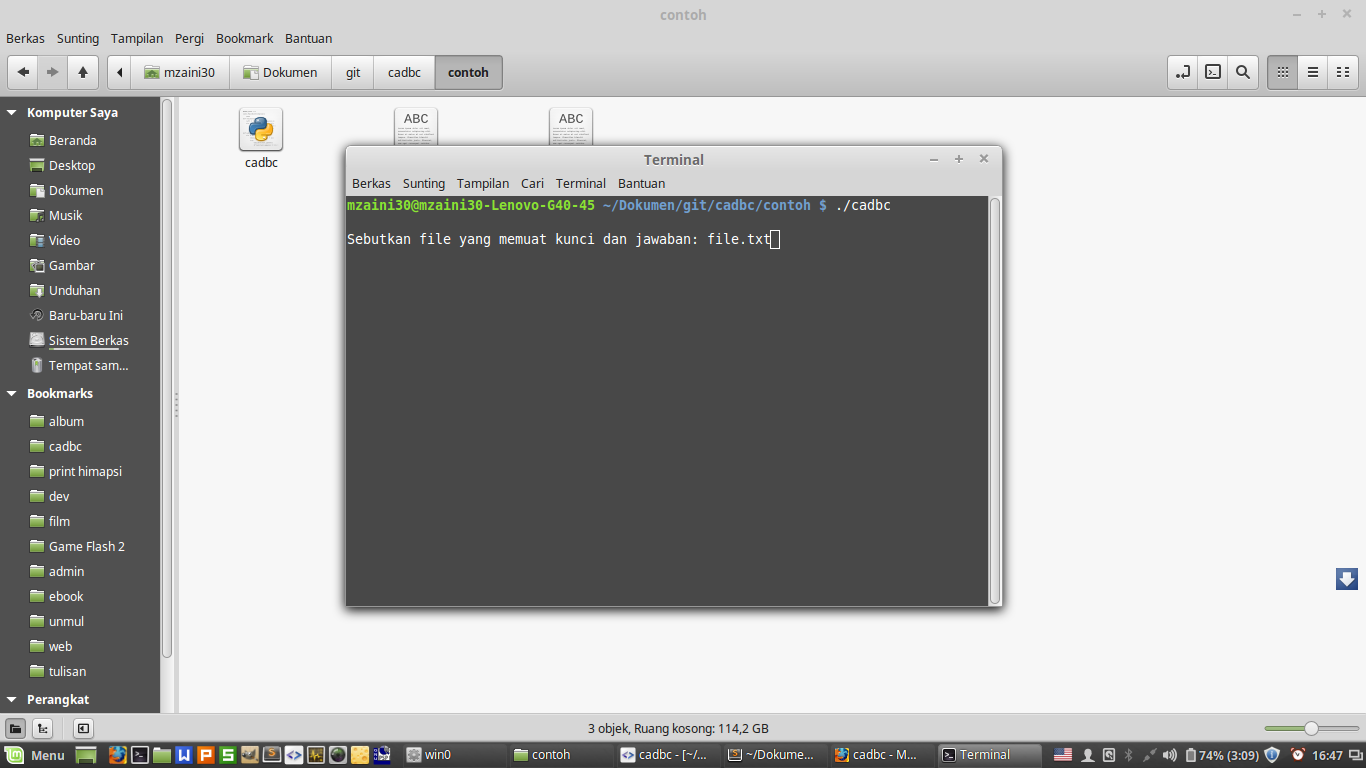 contoh
Berkas Sunting Tampilan Pergi Bookmark Bantuan
mzaini30 Dokumen git cadbc contoh
Komputer Saya
Beranda
Desktop
Dokumen
Musik
Video
Gambar
Unduhan
Baru-baru Ini
Sistem Berkas
Tempat sam...
Bookmarks
album
cadbc
print himapsi
dev
film
Game Flash 2
admin
ebook
unmul
web
tulisan
Perangkat
cadbc
ABC
ABC
Terminal
Berkas Sunting Tampilan Cari Terminal Bantuan
mzaini30@mzaini30-Lenovo-G40-45 ~/Dokumen/git/cadbc/contoh $ ./cadbc
Sebutkan file yang memuat kunci dan jawaban: file.txt
3 objek, Ruang kosong: 114,2 GB
Menu win0 contoh cadbc - [~/... ~/Dokume... cadbc - M... Terminal 74% (3:09) 16:47